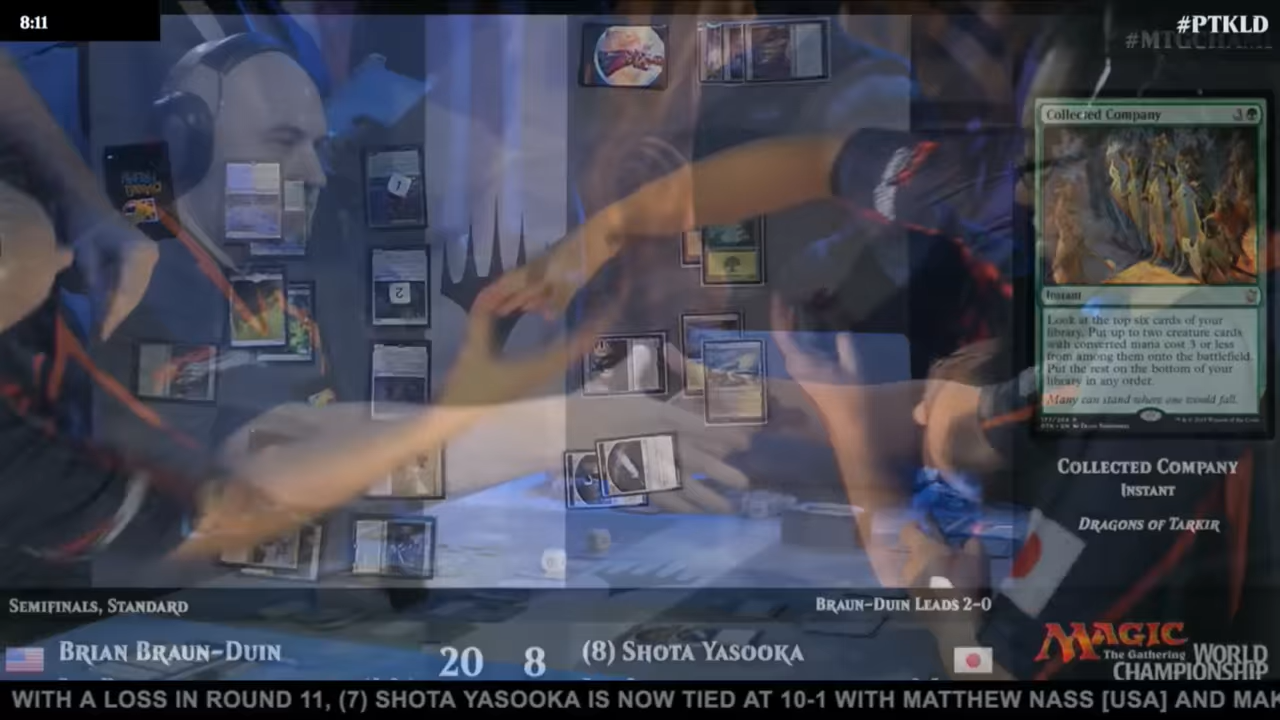 8:11
#PTKLD
#MTGCHAM
Collected Company 3
Instant
Look at the top six cards of your
library. Put up to two creature cards
with converted mana cost 3 or less
from among them onto the battlefield.
Put the rest on the bottom of your
library in any order.
Many can stand where one would fall.
COLLECTED COMPANY
INSTANT
DRAGONS OF TARKIR
1
2
SEMIFINALS, STANDARD
BRAUN-DUIN LEADS 2-0
BRIAN BRAUN-DUIN 20 8 (8) SHOTA YASOOKA
MAGIC
The Gathering
WORLD
CHAMPIONSHIP
WITH A LOSS IN ROUND 11, (7) SHOTA YASOOKA IS NOW TIED AT 10-1 WITH MATTHEW NASS [USA] AND MA